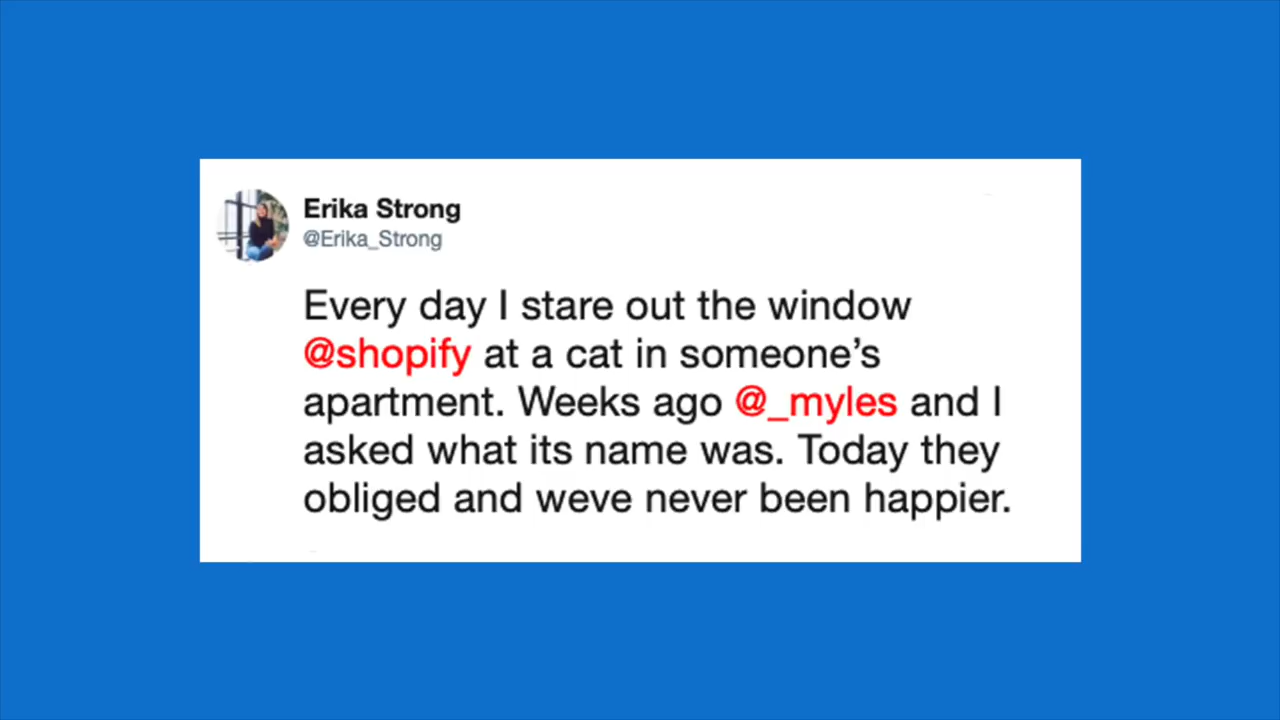 Erika Strong
@Erika_Strong
Every day I stare out the window
@shopify at a cat in someone’s
apartment. Weeks ago @_myles and I
asked what its name was. Today they
obliged and weve never been happier.